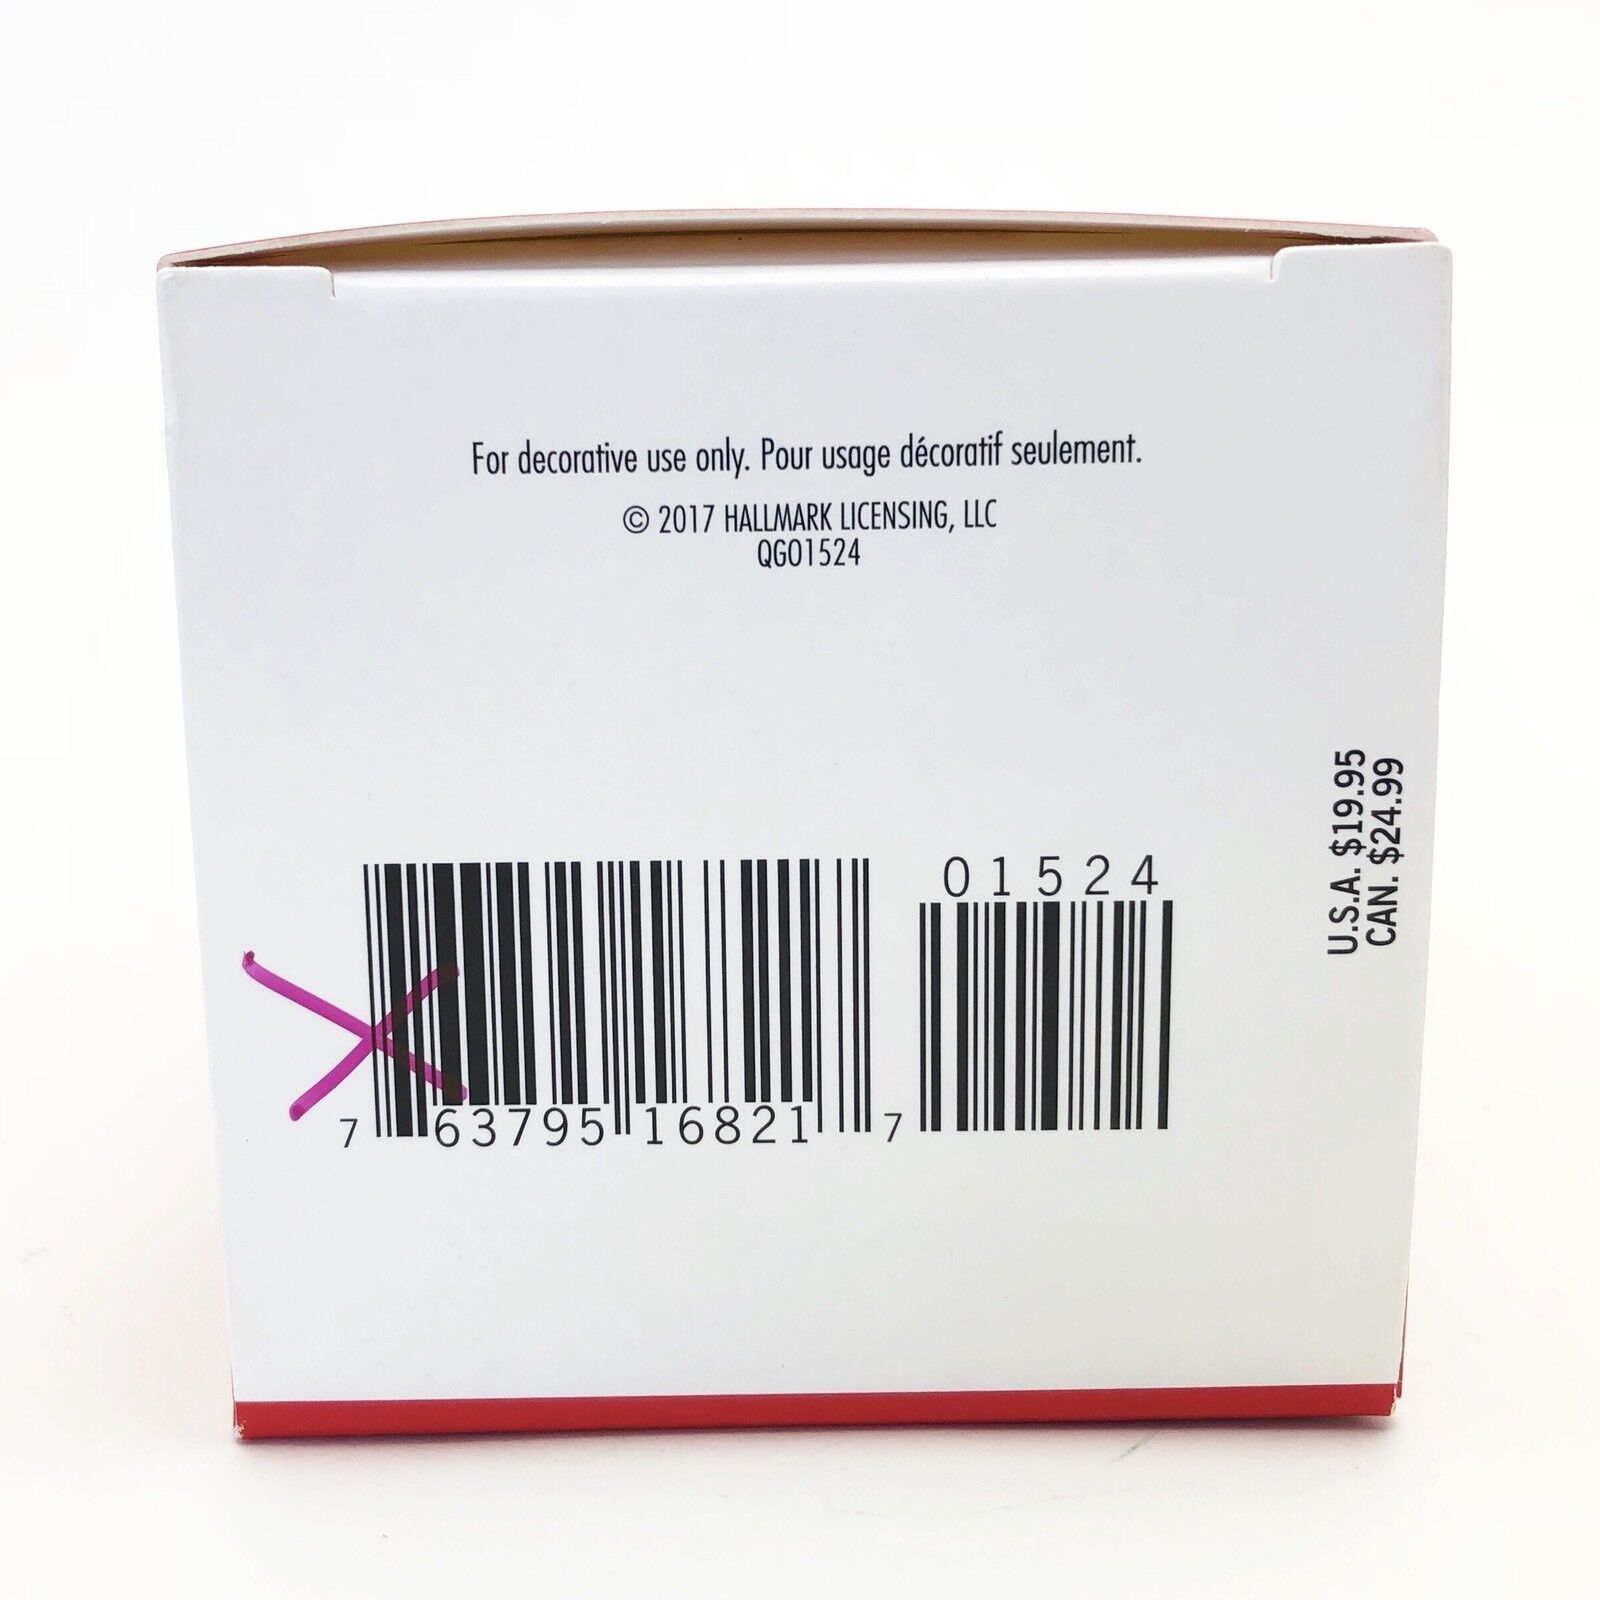 For decorative use only. Pour usage décoratif seulement.
© 2017 HALLMARK LICENSING, LLC
QGO1524
U.S.A. $19.95
CAN. $24.99
01524
7 63795 16821 7